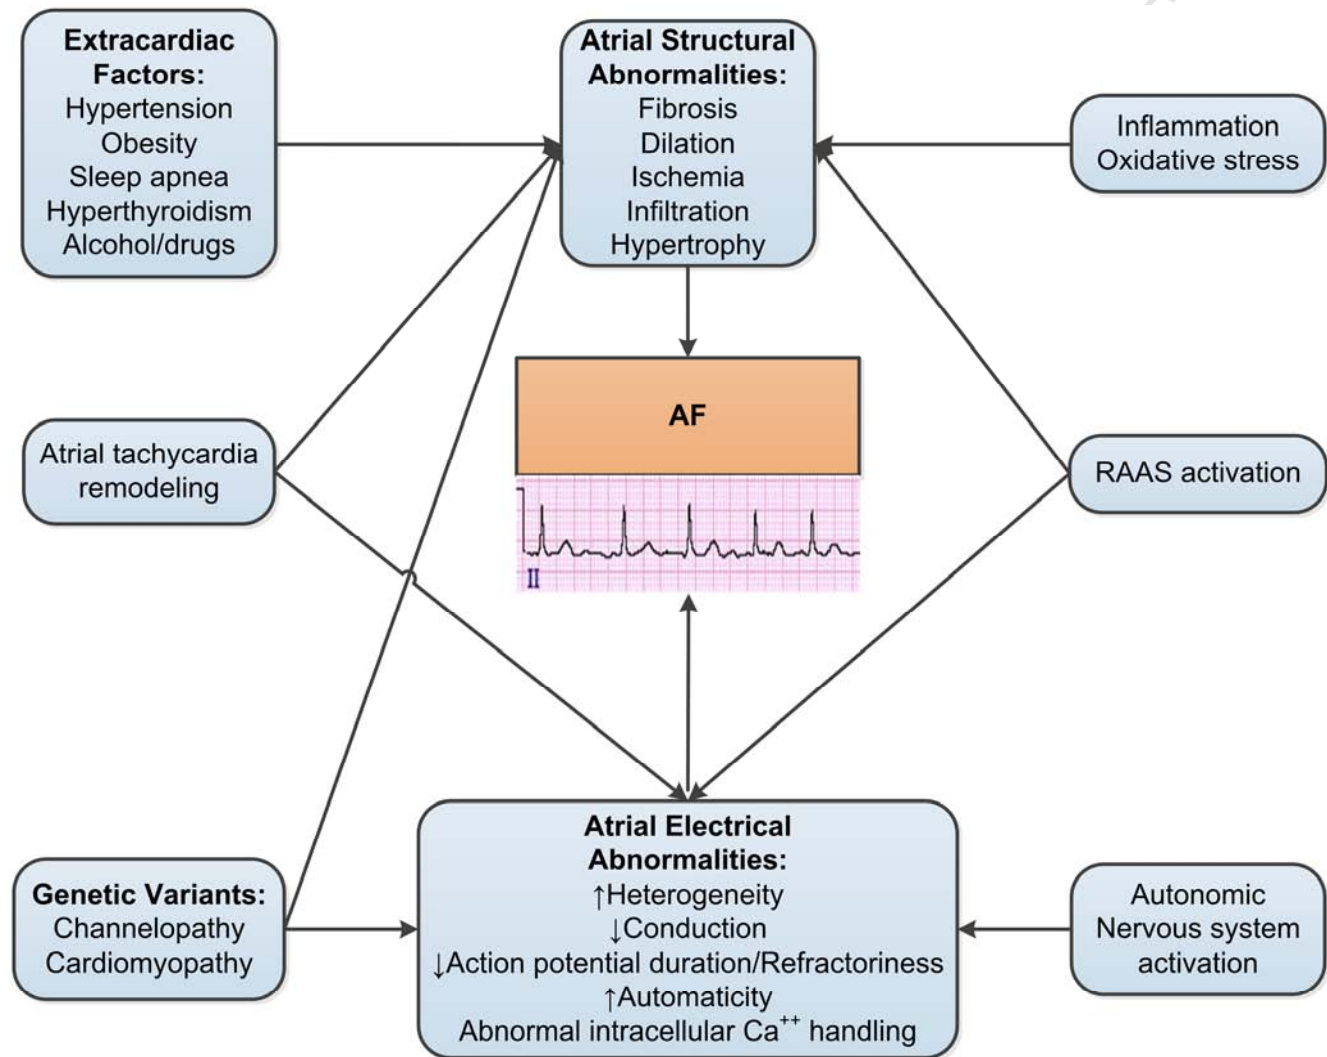 Extracardiac
Factors:
Hypertension
Obesity
Sleep apnea
Hyperthyroidism
Alcohol/drugs
Atrial Structural
Abnormalities:
Fibrosis
Dilation
Ischemia
Infiltration
Hypertrophy
Inflammation
Oxidative stress
Atrial tachycardia
remodeling
AF
II
RAAS activation
Genetic Variants:
Channelopathy
Cardiomyopathy
Atrial Electrical
Abnormalities:
↑Heterogeneity
↓Conduction
↓Action potential duration/Refractoriness
↑Automaticity
Abnormal intracellular Ca⁺⁺ handling
Autonomic
Nervous system
activation